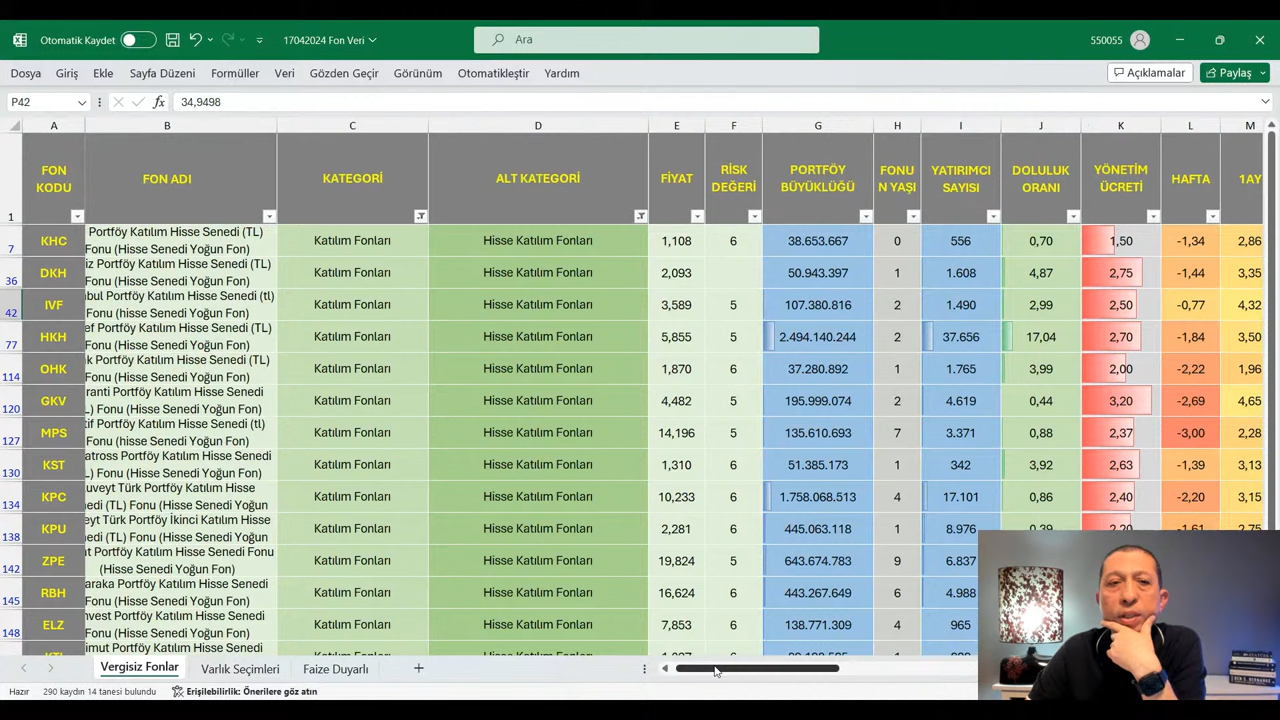 Otomatik Kaydet
17042024 Fon Veri
Ara
550055
Dosya Giriş Ekle Sayfa Düzeni Formüller Veri Gözden Geçir Görünüm Otomatikleştir Yardım
Açıklamalar Paylaş
P42 fx 34,9498
A B C D E F G H I J K L M
1 FON KODU FON ADI KATEGORİ ALT KATEGORİ FİYAT RİSK DEĞERİ PORTFÖY BÜYÜKLÜĞÜ FONU N YAŞI YATIRIMCI SAYISI DOLULUK ORANI YÖNETİM ÜCRETİ HAFTA 1AY
Portföy Katılım Hisse Senedi (TL)
7 KHC Fonu (Hisse Senedi Yoğun Fon) Katılım Fonları Hisse Katılım Fonları 1,108 6 38.653.667 0 556 0,70 1,50 -1,34 2,86
iz Portföy Katılım Hisse Senedi (TL)
36 DKH Fonu (Hisse Senedi Yoğun Fon) Katılım Fonları Hisse Katılım Fonları 2,093 50.943.397 1 1.608 4,87 2,75 -1,44 3,35
bul Portföy Katılım Hisse Senedi (tl)
42 IVF Fonu (Hisse Senedi Yoğun Fon) Katılım Fonları Hisse Katılım Fonları 3,589 5 107.380.816 2 1.490 2,99 2,50 -0,77 4,32
ef Portföy Katılım Hisse Senedi (TL)
77 HKH Fonu (Hisse Senedi Yoğun Fon) Katılım Fonları Hisse Katılım Fonları 5,855 5 2.494.140.244 2 37.656 17,04 2,70 -1,84 3,50
k Portföy Katılım Hisse Senedi (TL)
114 OHK Fonu (Hisse Senedi Yoğun Fon) Katılım Fonları Hisse Katılım Fonları 1,870 6 37.280.892 1 1.765 3,99 2,00 -2,22 1,96
ranti Portföy Katılım Hisse Senedi
120 GKV L) Fonu (Hisse Senedi Yoğun Fon) Katılım Fonları Hisse Katılım Fonları 4,482 5 195.999.074 2 4.619 0,44 3,20 -2,69 4,65
tif Portföy Katılım Hisse Senedi (tl)
127 MPS Fonu (hisse Senedi Yoğun Fon) Katılım Fonları Hisse Katılım Fonları 14,196 5 135.610.693 7 3.371 0,88 2,37 -3,00 2,28
atross Portföy Katılım Hisse Senedi
130 KST L) Fonu (Hisse Senedi Yoğun Fon) Katılım Fonları Hisse Katılım Fonları 1,310 6 51.385.173 1 342 3,92 2,63 -1,39 3,13
uveyt Türk Portföy Katılım Hisse
134 KPC nedi (TL) Fonu (Hisse Senedi Yoğun Katılım Fonları Hisse Katılım Fonları 10,233 6 1.758.068.513 4 17.101 0,86 2,40 -2,20 3,15
eyt Türk Portföy İkinci Katılım Hisse
138 KPU nedi (TL) Fonu (Hisse Senedi Yoğun Katılım Fonları Hisse Katılım Fonları 2,281 6 445.063.118 1 8.976
at Portföy Katılım Hisse Senedi Fonu
142 ZPE (Hisse Senedi Yoğun Fon) Katılım Fonları Hisse Katılım Fonları 19,824 5 643.674.783 9 6.837
araka Portföy Katılım Hisse Senedi
145 RBH Fonu (Hisse Senedi Yoğun Fon) Katılım Fonları Hisse Katılım Fonları 16,624 6 443.267.649 6 4.988
nvest Portföy Katılım Hisse Senedi
148 ELZ Fonu (Hisse Senedi Yoğun Fon) Katılım Fonları Hisse Katılım Fonları 7,853 6 138.771.309 4 965
Vergisiz Fonlar Varlık Seçimleri Faize Duyarlı
Hazır 290 kaydın 14 tanesi bulundu Erişilebilirlik: Önerilere göz atın